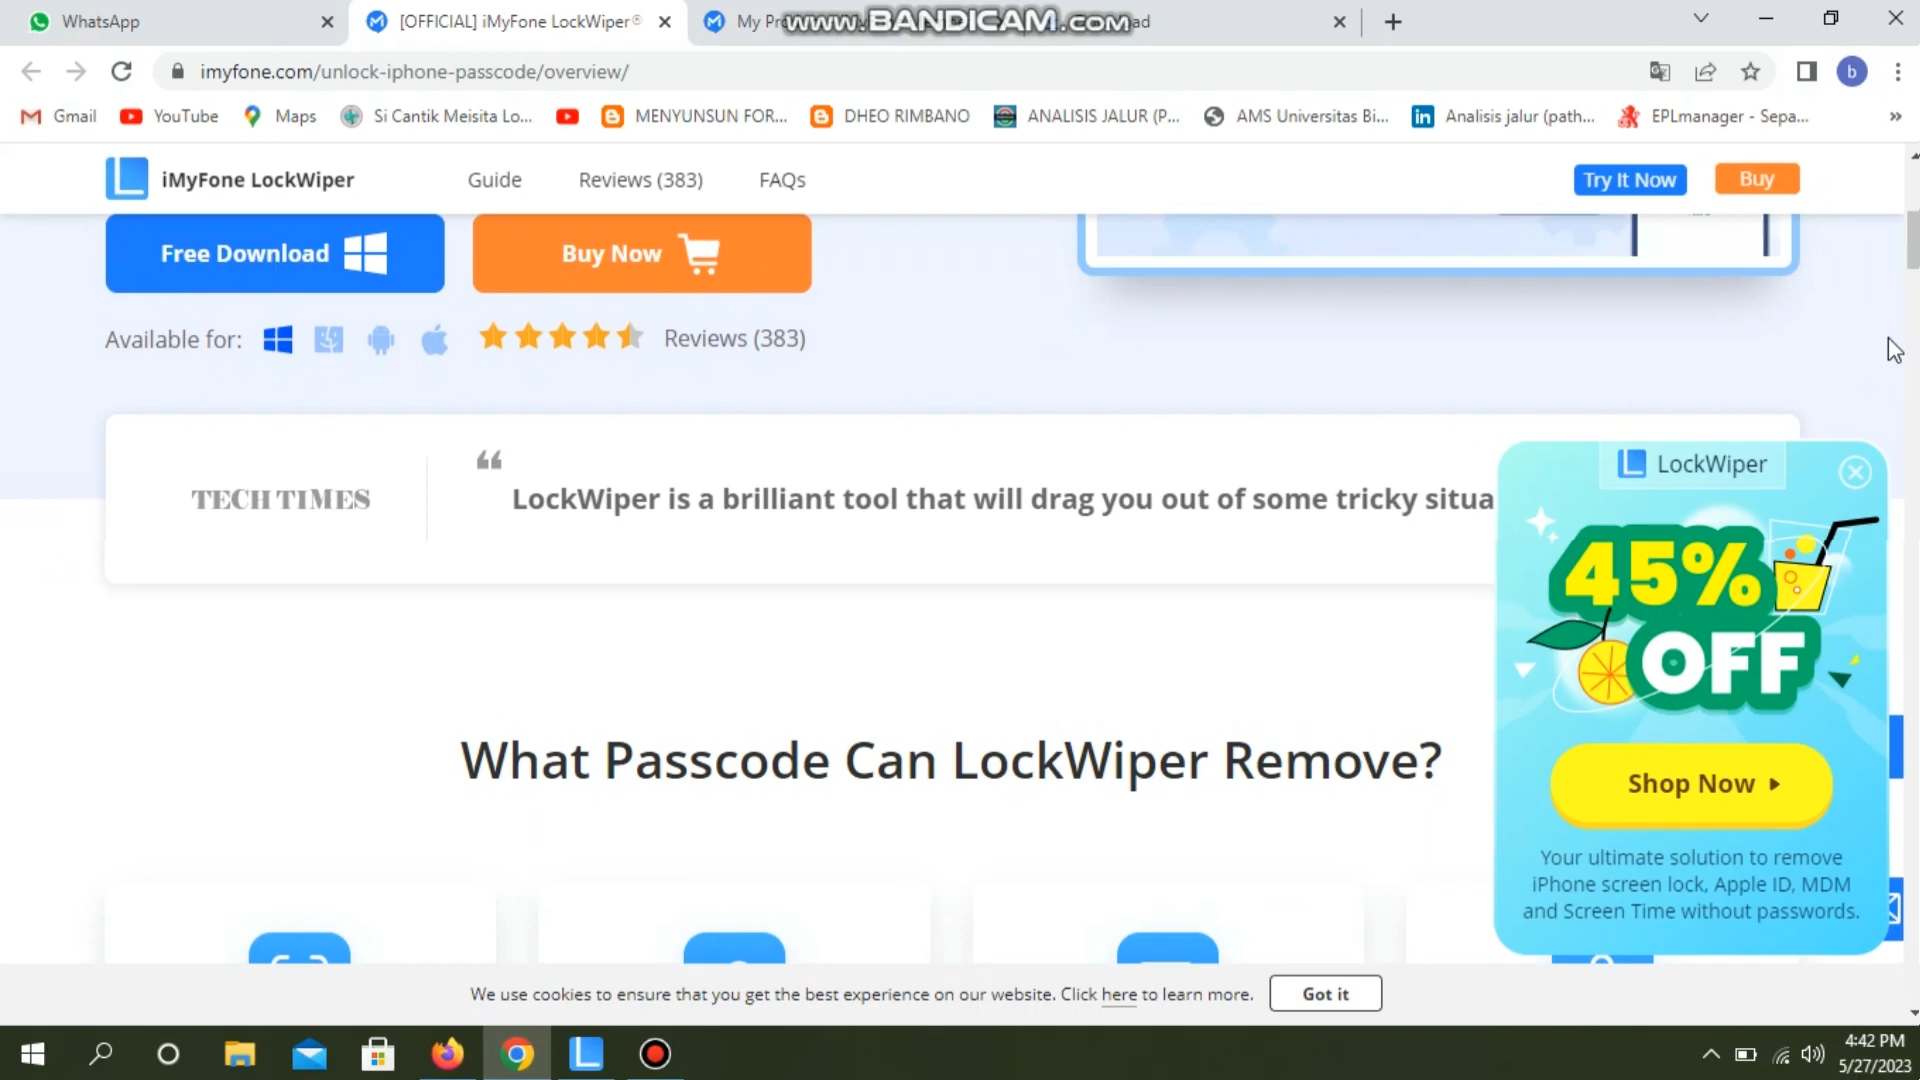 WhatsApp
[OFFICIAL] iMyFone LockWiper®
My Pro
ad
www.BANDICAM.com
imyfone.com/unlock-iphone-passcode/overview/
b
Gmail
YouTube
Maps
Si Cantik Meisita Lo...
MENYUNSUN FOR...
DHEO RIMBANO
ANALISIS JALUR (P...
AMS Universitas Bi...
Analisis jalur (path...
EPLmanager - Sepa...
»
iMyFone LockWiper
Guide
Reviews (383)
FAQs
Try It Now
Buy
Free Download
Buy Now
Available for:
Reviews (383)
TECH TIMES
“
LockWiper is a brilliant tool that will drag you out of some tricky situa
LockWiper
45%
OFF
Shop Now
Your ultimate solution to remove
iPhone screen lock, Apple ID, MDM
and Screen Time without passwords.
What Passcode Can LockWiper Remove?
We use cookies to ensure that you get the best experience on our website. Click here to learn more.
Got it
4:42 PM
5/27/2023